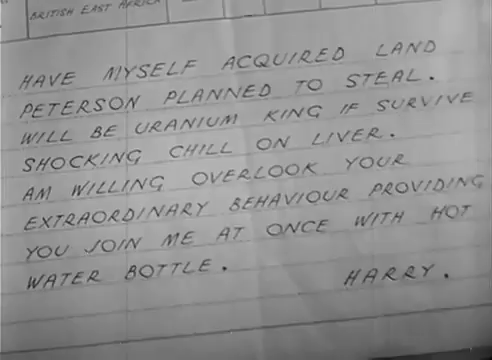 BRITISH EAST AFRICA
HAVE MYSELF ACQUIRED LAND
PETERSON PLANNED TO STEAL.
WILL BE URANIUM KING IF SURVIVE
SHOCKING CHILL ON LIVER.
AM WILLING OVERLOOK YOUR
EXTRAORDINARY BEHAVIOUR PROVIDING
YOU JOIN ME AT ONCE WITH HOT
WATER BOTTLE.
HARRY.